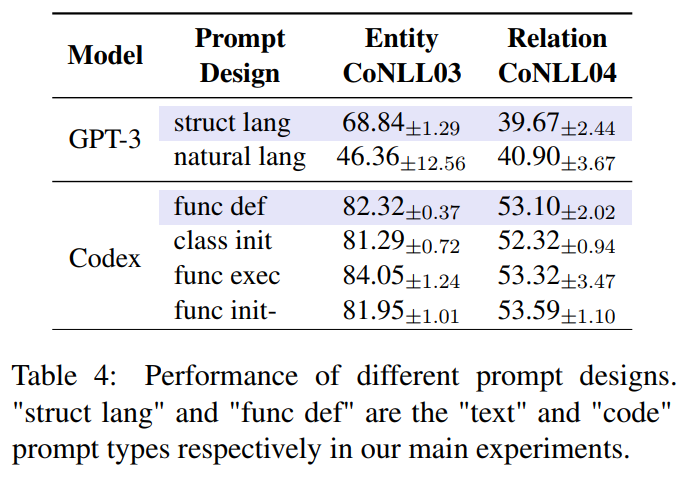 Model Prompt Design Entity CoNLL03 Relation CoNLL04
GPT-3 struct lang 68.84±1.29 39.67±2.44
natural lang 46.36±12.56 40.90±3.67
Codex func def 82.32±0.37 53.10±2.02
class init 81.29±0.72 52.32±0.94
func exec 84.05±1.24 53.32±3.47
func init- 81.95±1.01 53.59±1.10
Table 4: Performance of different prompt designs.
"struct lang" and "func def" are the "text" and "code"
prompt types respectively in our main experiments.